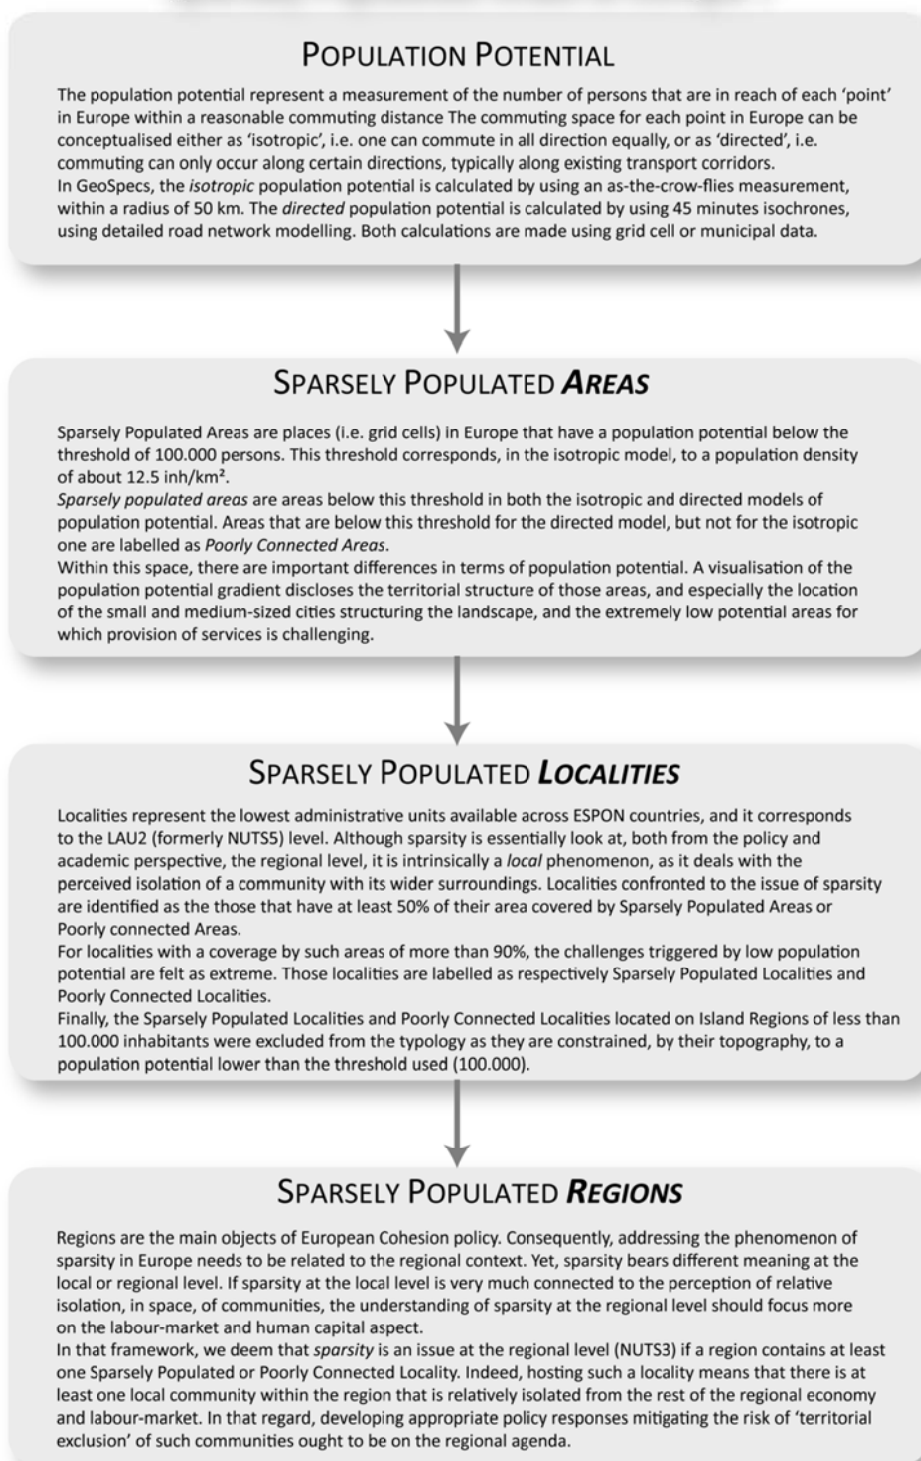 POPULATION POTENTIAL
The population potential represent a measurement of the number of persons that are in reach of each ‘point’
in Europe within a reasonable commuting distance The commuting space for each point in Europe can be
conceptualised either as ‘isotropic’, i.e. one can commute in all direction equally, or as ‘directed’, i.e.
commuting can only occur along certain directions, typically along existing transport corridors.
In GeoSpecs, the isotropic population potential is calculated by using an as-the-crow-flies measurement,
within a radius of 50 km. The directed population potential is calculated by using 45 minutes isochrones,
using detailed road network modelling. Both calculations are made using grid cell or municipal data.
SPARSELY POPULATED AREAS
Sparsely Populated Areas are places (i.e. grid cells) in Europe that have a population potential below the
threshold of 100.000 persons. This threshold corresponds, in the isotropic model, to a population density
of about 12.5 inh/km².
Sparsely populated areas are areas below this threshold in both the isotropic and directed models of
population potential. Areas that are below this threshold for the directed model, but not for the isotropic
one are labelled as Poorly Connected Areas.
Within this space, there are important differences in terms of population potential. A visualisation of the
population potential gradient discloses the territorial structure of those areas, and especially the location
of the small and medium-sized cities structuring the landscape, and the extremely low potential areas for
which provision of services is challenging.
SPARSELY POPULATED LOCALITIES
Localities represent the lowest administrative units available across ESPON countries, and it corresponds
to the LAU2 (formerly NUTS5) level. Although sparsity is essentially look at, both from the policy and
academic perspective, the regional level, it is intrinsically a local phenomenon, as it deals with the
perceived isolation of a community with its wider surroundings. Localities confronted to the issue of sparsity
are identified as the those that have at least 50% of their area covered by Sparsely Populated Areas or
Poorly connected Areas.
For localities with a coverage by such areas of more than 90%, the challenges triggered by low population
potential are felt as extreme. Those localities are labelled as respectively Sparsely Populated Localities and
Poorly Connected Localities.
Finally, the Sparsely Populated Localities and Poorly Connected Localities located on Island Regions of less than
100.000 inhabitants were excluded from the typology as they are constrained, by their topography, to a
population potential lower than the threshold used (100.000).
SPARSELY POPULATED REGIONS
Regions are the main objects of European Cohesion policy. Consequently, addressing the phenomenon of
sparsity in Europe needs to be related to the regional context. Yet, sparsity bears different meaning at the
local or regional level. If sparsity at the local level is very much connected to the perception of relative
isolation, in space, of communities, the understanding of sparsity at the regional level should focus more
on the labour-market and human capital aspect.
In that framework, we deem that sparsity is an issue at the regional level (NUTS3) if a region contains at least
one Sparsely Populated or Poorly Connected Locality. Indeed, hosting such a locality means that there is at
least one local community within the region that is relatively isolated from the rest of the regional economy
and labour-market. In that regard, developing appropriate policy responses mitigating the risk of ‘territorial
exclusion’ of such communities ought to be on the regional agenda.